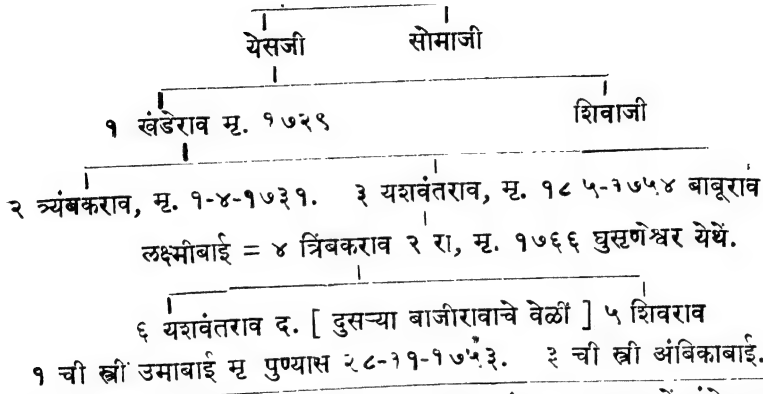 येसजी सोमाजी
१ खंडेराव मृ. १७२९ शिवाजी
२ त्र्यंबकराव, मृ. १-४-१७३१. ३ यशवंतराव, मृ. १८ ५-१७५४ बाबूराव
लक्ष्मीबाई = ४ त्रिंबकराव २ रा, मृ. १७६६ घुसृणेश्वर येथें.
६ यशवंतराव द. [ दुसऱ्या बाजीरावाचे वेळीं ] ५ शिवराव
१ ची स्त्री उमाबाई मृ पुण्यास २८-११-१७५३. ३ ची स्त्री अंबिकाबाई.